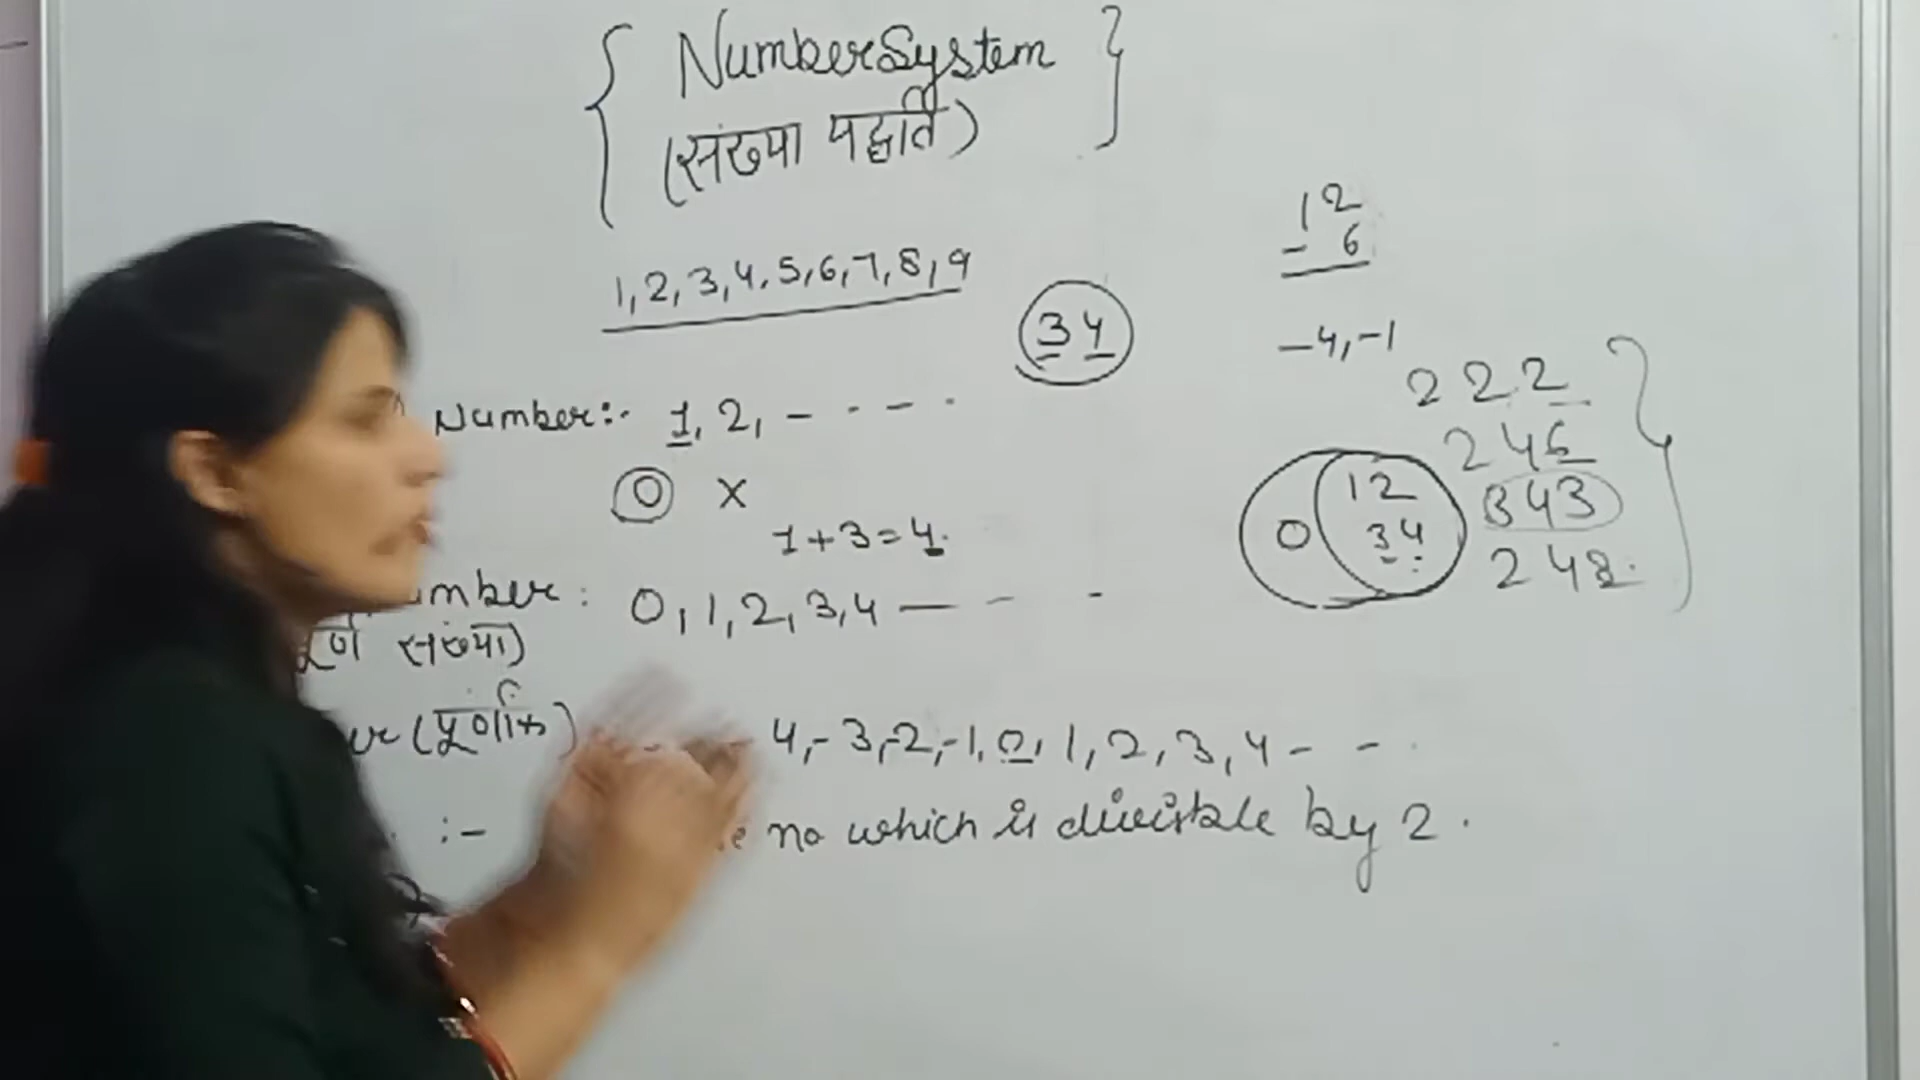 { Number System }
(संख्या पद्धति)
1, 2, 3, 4, 5, 6, 7, 8, 9
12
- 6
34
-4, -1
Number:- 1, 2, - - - -
0 x
1+3=4.
222
246
343
248.
0
12
34
0, 1, 2, 3, 4 — - -
संख्या)
(पूर्णांक) 4, -3, -2, -1, 0, 1, 2, 3, 4 - - .
:- no which is divisible by 2.